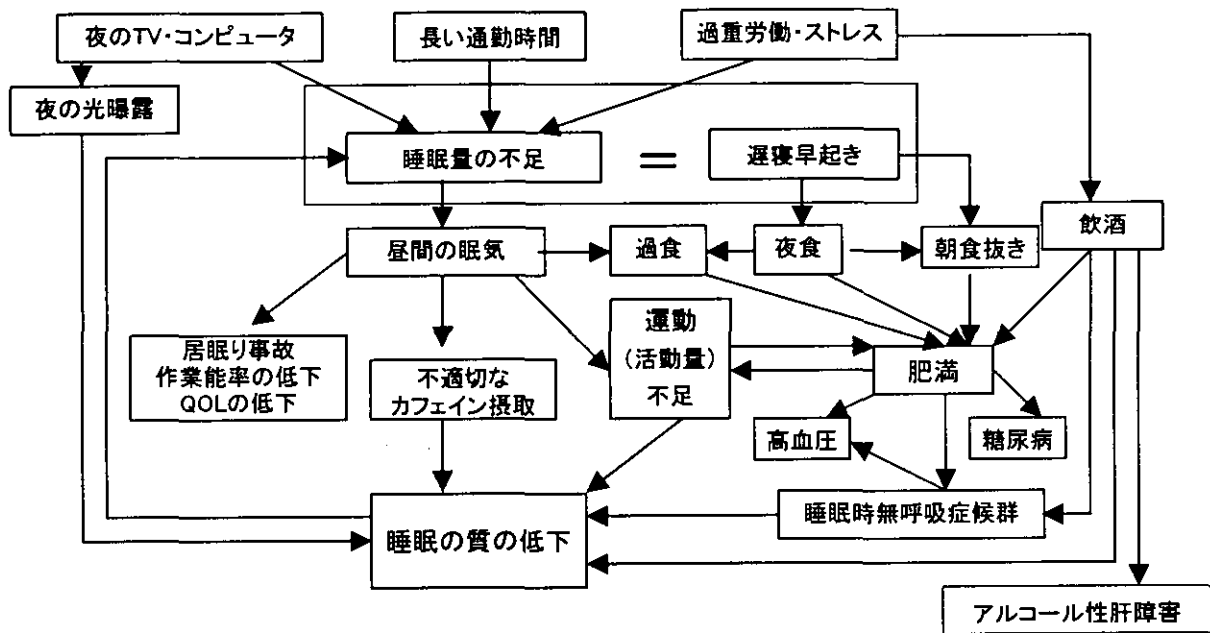 夜のTV・コンピュータ
長い通勤時間
過重労働・ストレス
夜の光曝露
睡眠量の不足
=
遅寝早起き
飲酒
昼間の眠気
過食
夜食
朝食抜き
運動
(活動量)
不足
居眠り事故
作業能率の低下
QOLの低下
不適切な
カフェイン摂取
肥満
高血圧
糖尿病
睡眠の質の低下
睡眠時無呼吸症候群
アルコール性肝障害